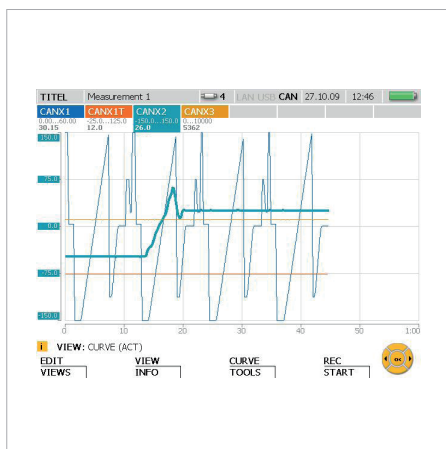 TITEL Measurement 1 4 LAN USB CAN 27.10.09 12:46
CANX1 CANX1T CANX2 CANX3
0.00...60.00 -25.0...125.0 -150.0...150.0 0...10000
30.15 12.0 26.0 5362
150.0
75.0
0.0
-75.0
-150.0
0 10 20 30 40 50 1:00
i VIEW: CURVE (ACT)
EDIT VIEW CURVE REC
VIEWS INFO TOOLS START
OK